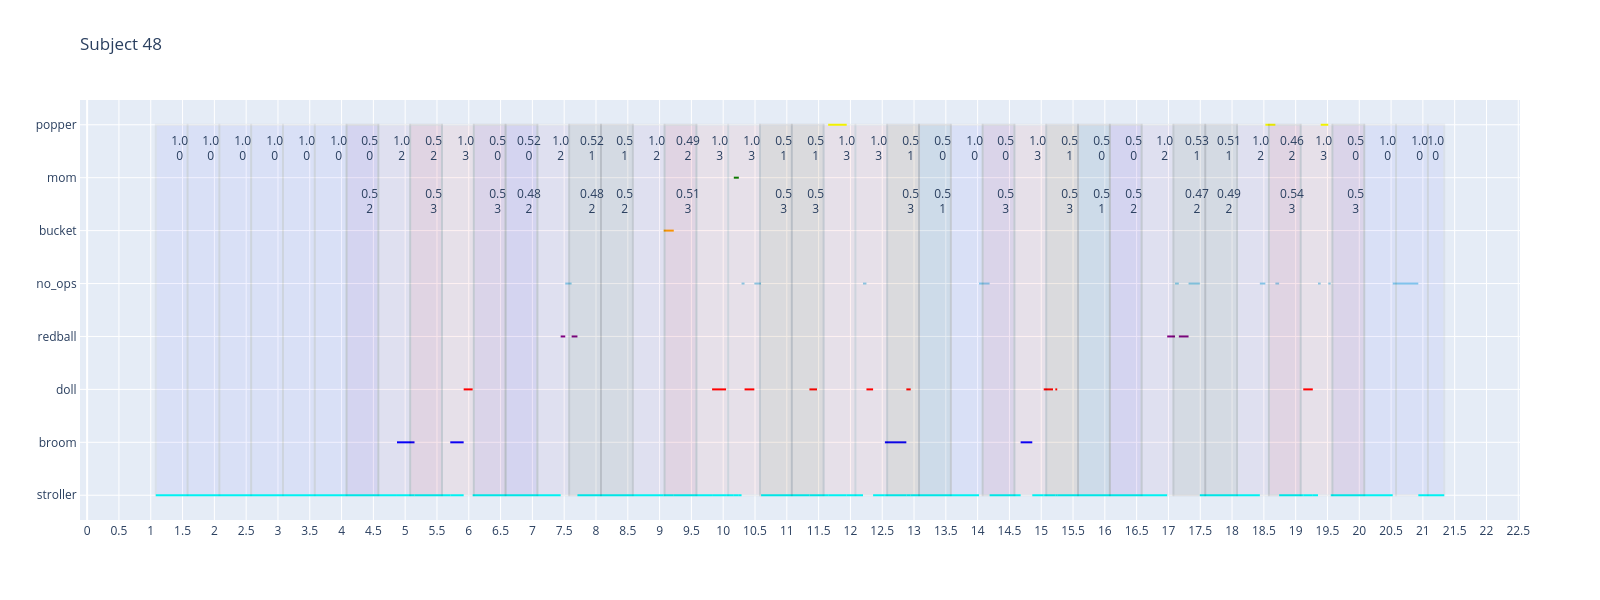 Subject 48
popper
1.0 1.0 1.0 1.0 1.0 1.0 0.5 1.0 0.5 1.0 0.5 0.52 1.0 0.52 0.5 1.0 0.49 1.0 1.0 0.5 0.5 1.0 1.0 0.5 0.5 1.0 0.5 1.0 0.5 0.5 0.5 1.0 0.53 0.51 1.0 0.46 1.0 0.5 1.0 1.0 1.0
0 0 0 0 0 0 0 2 2 3 0 0 2 1 1 2 2 3 3 1 1 3 3 1 0 0 0 3 1 0 0 2 1 1 2 2 3 0 0 0 0
mom
0.5 0.5 0.5 0.48 0.48 0.5 0.51 0.5 0.5 0.5 0.5 0.5 0.5 0.5 0.5 0.47 0.49 0.54 0.5
2 3 3 2 2 2 3 3 3 3 1 3 3 1 2 2 2 3 3
bucket
no_ops
redball
doll
broom
stroller
0 0.5 1 1.5 2 2.5 3 3.5 4 4.5 5 5.5 6 6.5 7 7.5 8 8.5 9 9.5 10 10.5 11 11.5 12 12.5 13 13.5 14 14.5 15 15.5 16 16.5 17 17.5 18 18.5 19 19.5 20 20.5 21 21.5 22 22.5